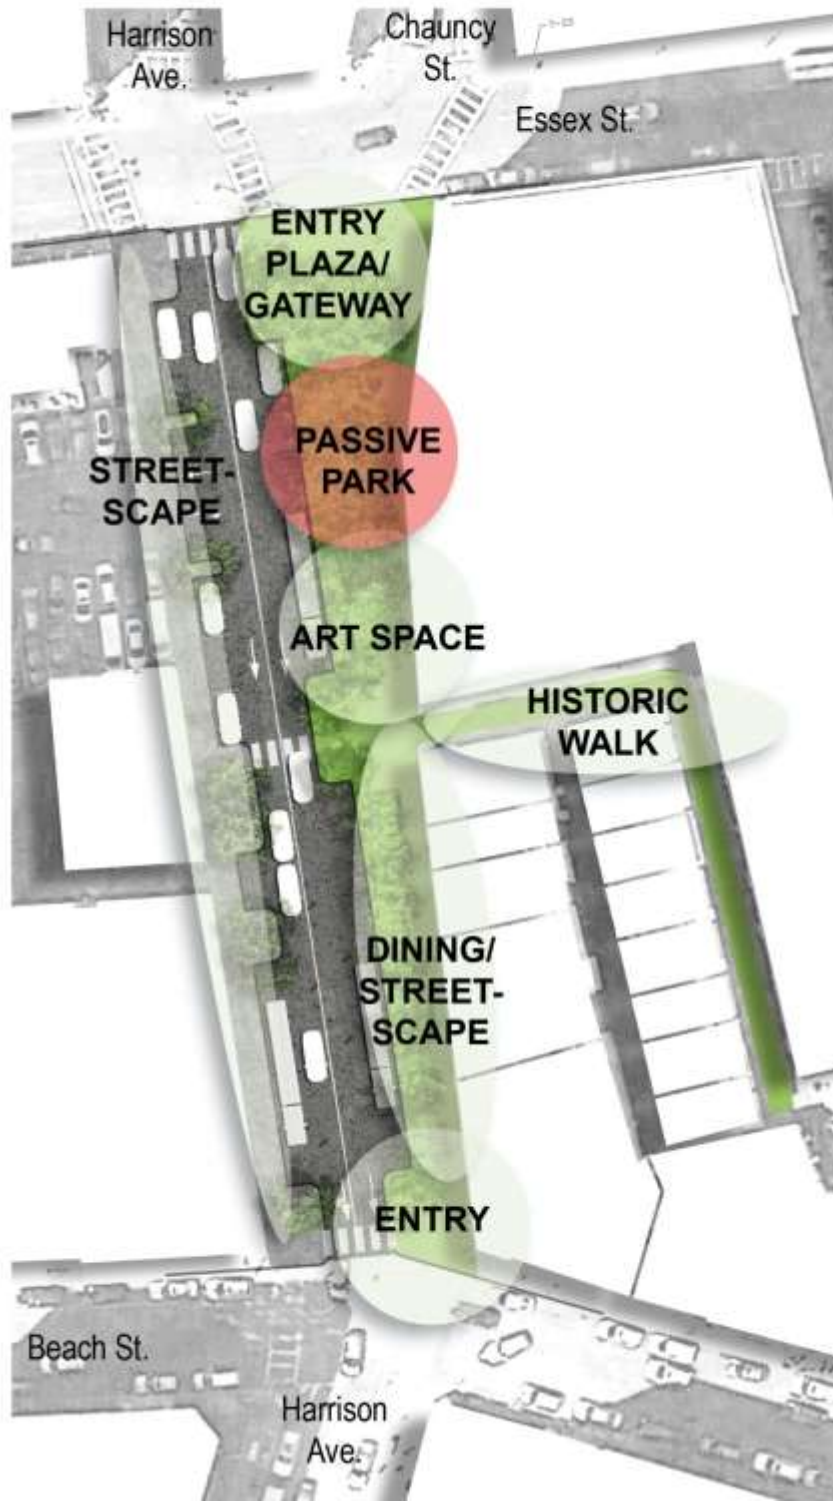 Harrison
Ave.
Chauncy
St.
Essex St.
ENTRY
PLAZA/
GATEWAY
PASSIVE
PARK
STREET-
SCAPE
ART SPACE
HISTORIC
WALK
DINING/
STREET-
SCAPE
ENTRY
Beach St.
Harrison
Ave.